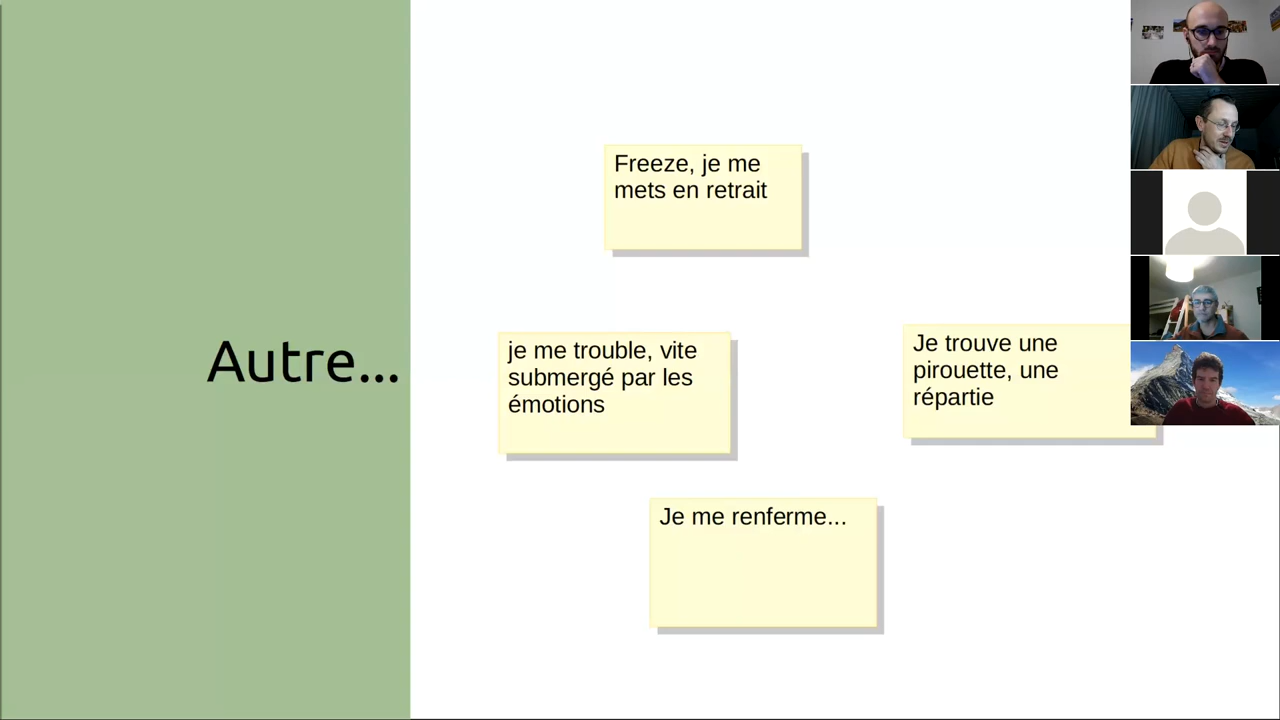 Autre...
Freeze, je me
mets en retrait
je me trouble, vite
submergé par les
émotions
Je trouve une
pirouette, une
répartie
Je me renferme...